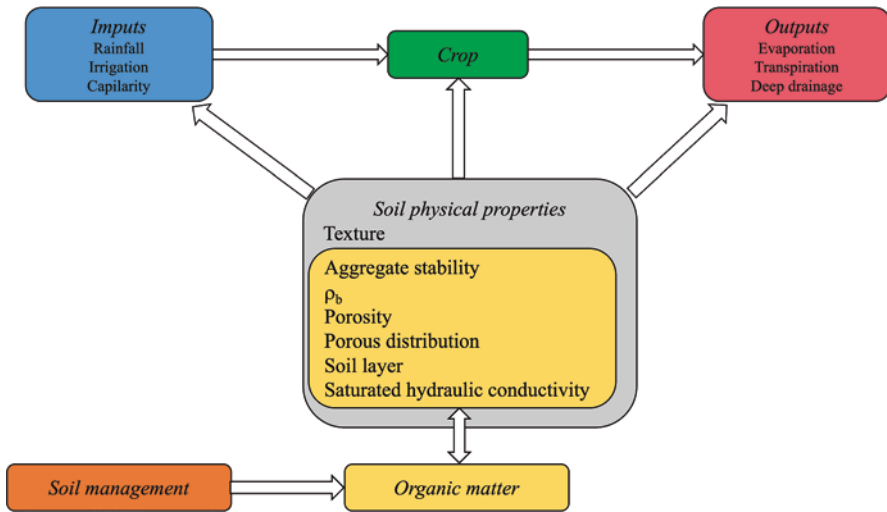 Imputs
Rainfall
Irrigation
Capilarity
Crop
Outputs
Evaporation
Transpiration
Deep drainage
Soil physical properties
Texture
Aggregate stability
ρb
Porosity
Porous distribution
Soil layer
Saturated hydraulic conductivity
Soil management
Organic matter